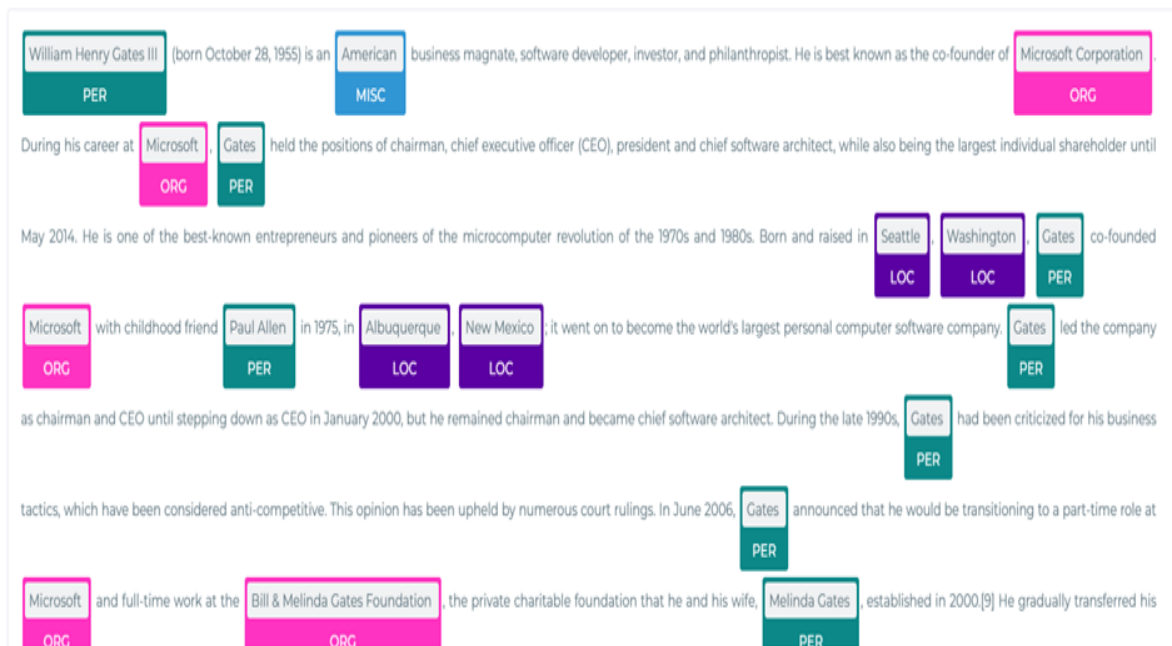 William Henry Gates III (born October 28, 1955) is an American business magnate, software developer, investor, and philanthropist. He is best known as the co-founder of Microsoft Corporation .
PER MISC ORG
During his career at Microsoft , Gates held the positions of chairman, chief executive officer (CEO), president and chief software architect, while also being the largest individual shareholder until
ORG PER
May 2014. He is one of the best-known entrepreneurs and pioneers of the microcomputer revolution of the 1970s and 1980s. Born and raised in Seattle , Washington , Gates co-founded
LOC LOC PER
Microsoft with childhood friend Paul Allen in 1975, in Albuquerque , New Mexico ; it went on to become the world's largest personal computer software company. Gates led the company
ORG PER LOC LOC PER
as chairman and CEO until stepping down as CEO in January 2000, but he remained chairman and became chief software architect. During the late 1990s, Gates had been criticized for his business
PER
tactics, which have been considered anti-competitive. This opinion has been upheld by numerous court rulings. In June 2006, Gates announced that he would be transitioning to a part-time role at
PER
Microsoft and full-time work at the Bill & Melinda Gates Foundation , the private charitable foundation that he and his wife, Melinda Gates , established in 2000.[9] He gradually transferred his
ORG ORG PER